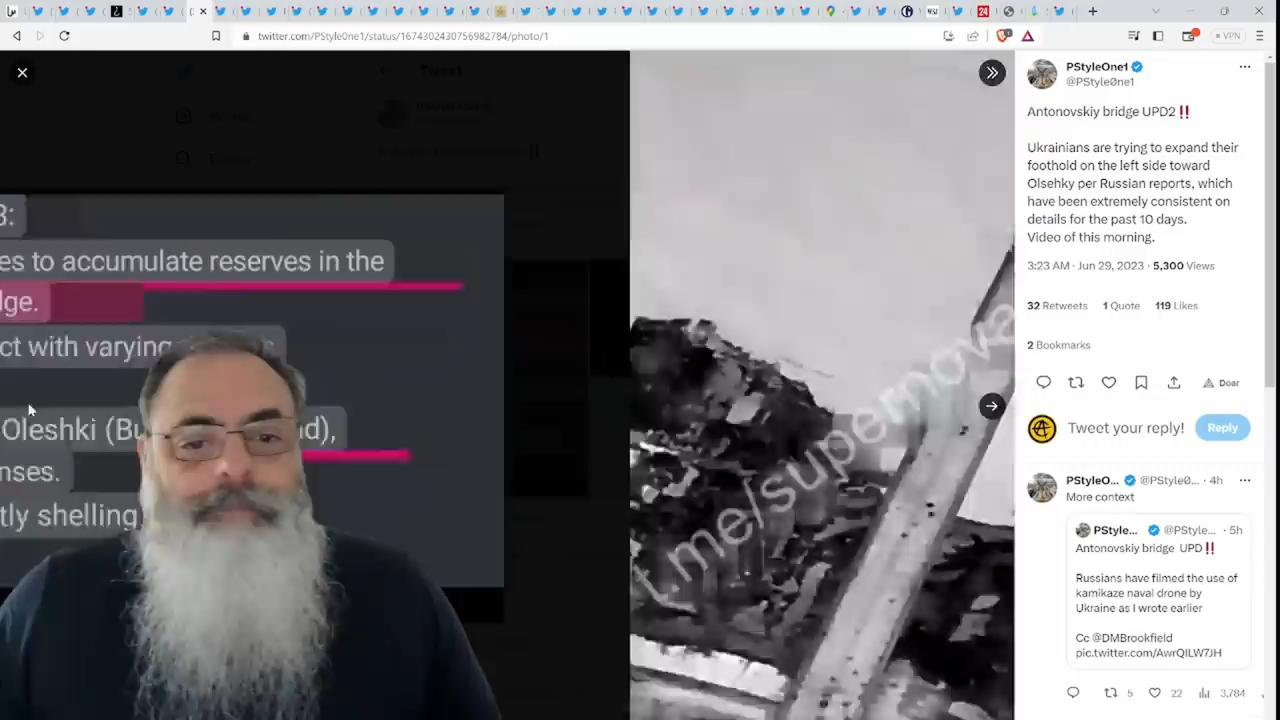 twitter.com/PStyle0ne1/status/1674302430756982784/photo/1
VPN
Tweet
3:
es to accumulate reserves in the
lge.
ct with varying
Oleshki (Bu nd),
nses.
tly shelling
t.me/supernova
PStyleOne1
@PStyle0ne1
Antonovskiy bridge UPD2‼
Ukrainians are trying to expand their
foothold on the left side toward
Olsehky per Russian reports, which
have been extremely consistent on
details for the past 10 days.
Video of this morning.
3:23 AM · Jun 29, 2023 · 5,300 Views
32 Retweets 1 Quote 119 Likes
2 Bookmarks
Doar
Tweet your reply! Reply
PStyleO... @PStyle0... · 4h
More context
PStyle... @PStyle... · 5h
Antonovskiy bridge UPD‼
Russians have filmed the use of
kamikaze naval drone by
Ukraine as I wrote earlier
Cc @DMBrookfield
pic.twitter.com/AwrQILW7JH
5 22 3,784